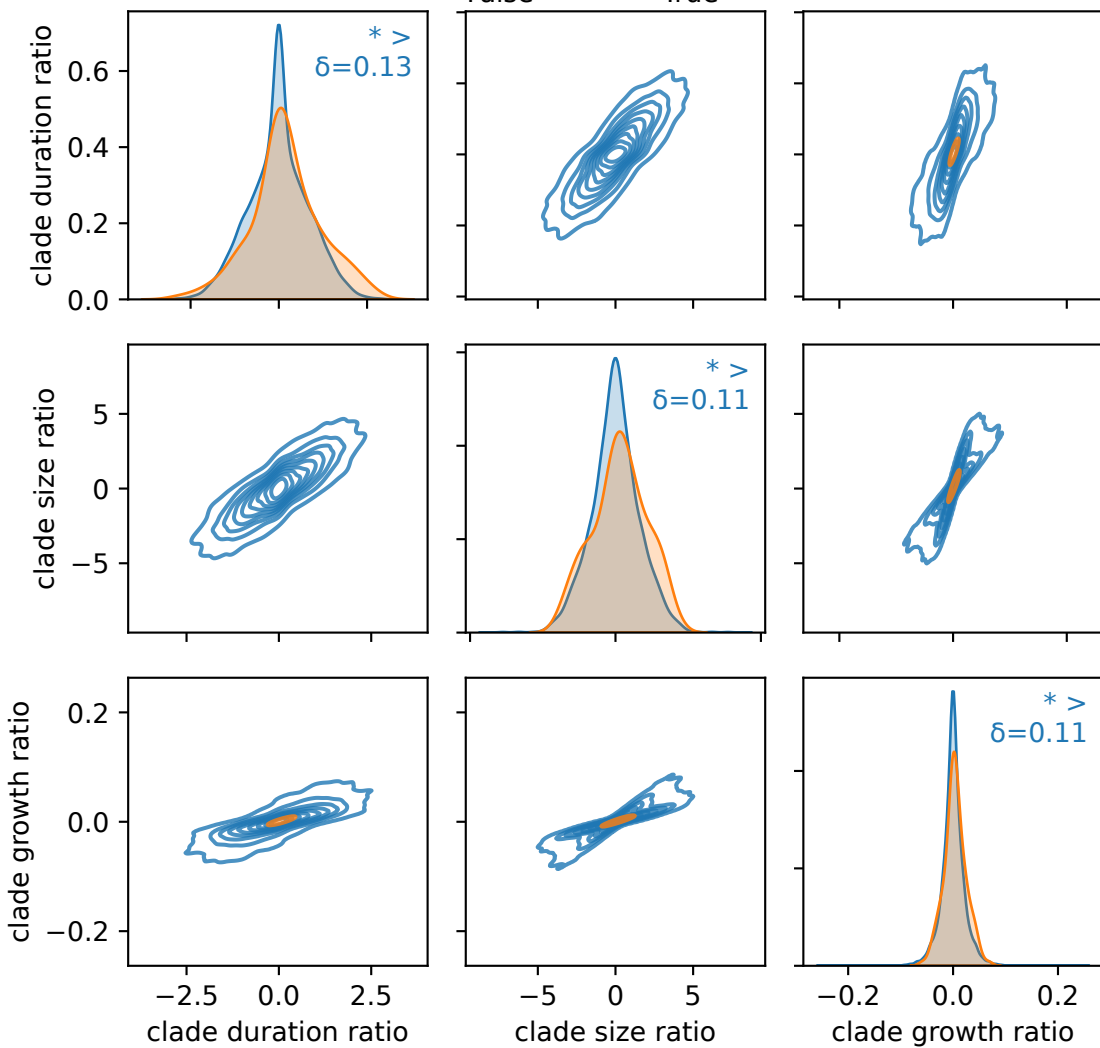 clade duration ratio
0.6
0.4
0.2
0.0
* >
δ=0.13
clade size ratio
5
0
−5
* >
δ=0.11
clade growth ratio
0.2
0.0
−0.2
* >
δ=0.11
−2.5 0.0 2.5
−5 0 5
−0.2 0.0 0.2
clade duration ratio
clade size ratio
clade growth ratio